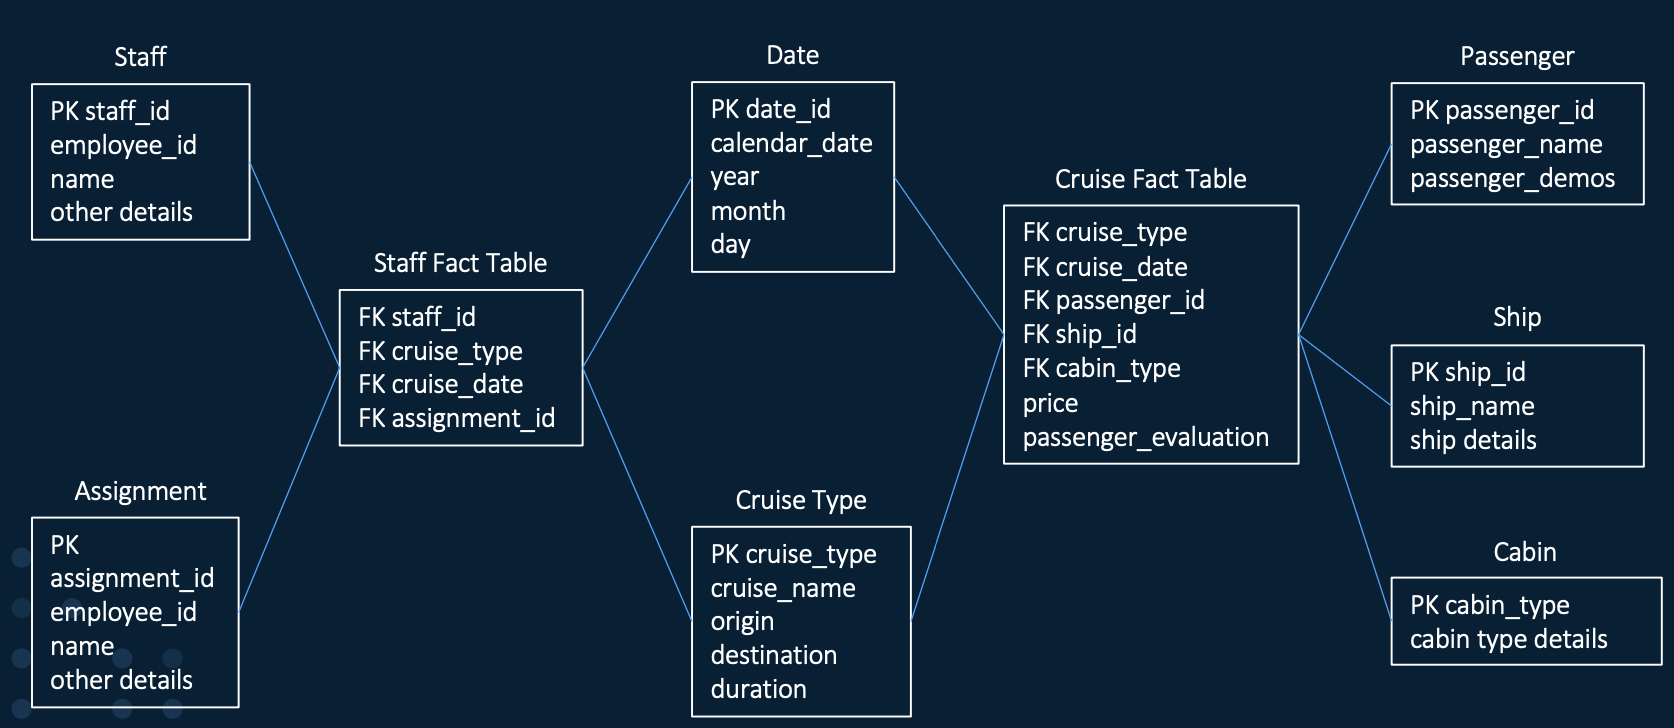 Staff
PK staff_id
employee_id
name
other details
Assignment
PK
assignment_id
employee_id
name
other details
Staff Fact Table
FK staff_id
FK cruise_type
FK cruise_date
FK assignment_id
Date
PK date_id
calendar_date
year
month
day
Cruise Type
PK cruise_type
cruise_name
origin
destination
duration
Cruise Fact Table
FK cruise_type
FK cruise_date
FK passenger_id
FK ship_id
FK cabin_type
price
passenger_evaluation
Passenger
PK passenger_id
passenger_name
passenger_demos
Ship
PK ship_id
ship_name
ship details
Cabin
PK cabin_type
cabin type details